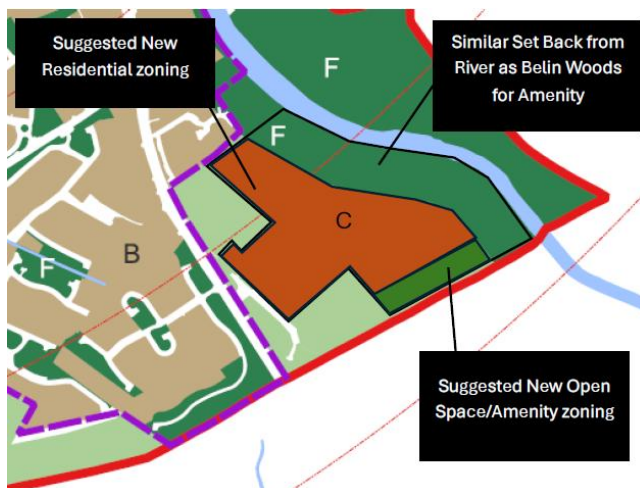 Suggested New
Residential zoning
Similar Set Back from
River as Belin Woods
for Amenity
F
F
C
B
F
Suggested New Open
Space/Amenity zoning